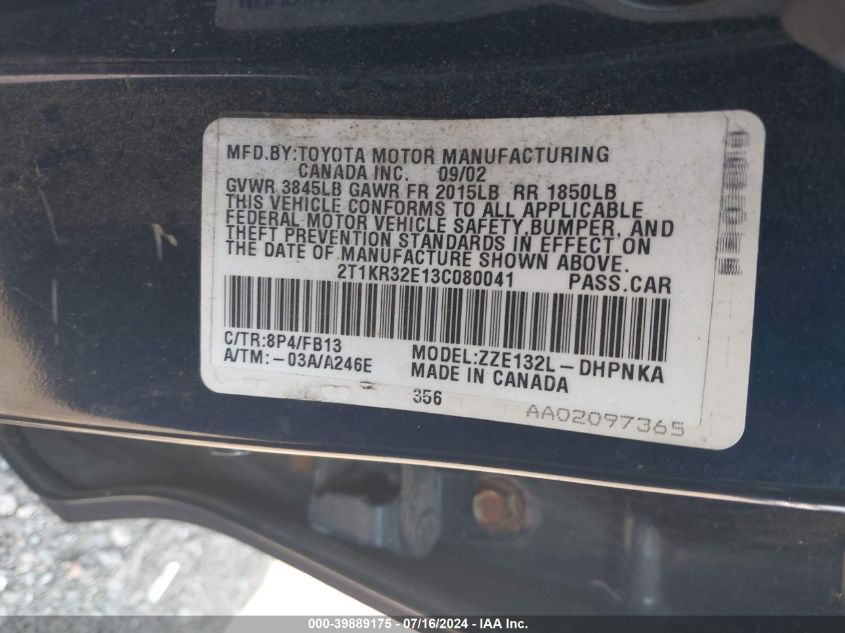 MFD.BY:TOYOTA MOTOR MANUFACTURING
CANADA INC. 09/02
GVWR 3845LB GAWR FR 2015LB RR 1850LB
THIS VEHICLE CONFORMS TO ALL APPLICABLE
FEDERAL MOTOR VEHICLE SAFETY,BUMPER, AND
THEFT PREVENTION STANDARDS IN EFFECT ON
THE DATE OF MANUFACTURE SHOWN ABOVE.
2T1KR32E13C080041 PASS.CAR
C/TR:8P4/FB13 MODEL:ZZE132L-DHPNKA
A/TM:-03A/A246E MADE IN CANADA
356
AA02097365
000-39889175 - 07/16/2024 - IAA Inc.